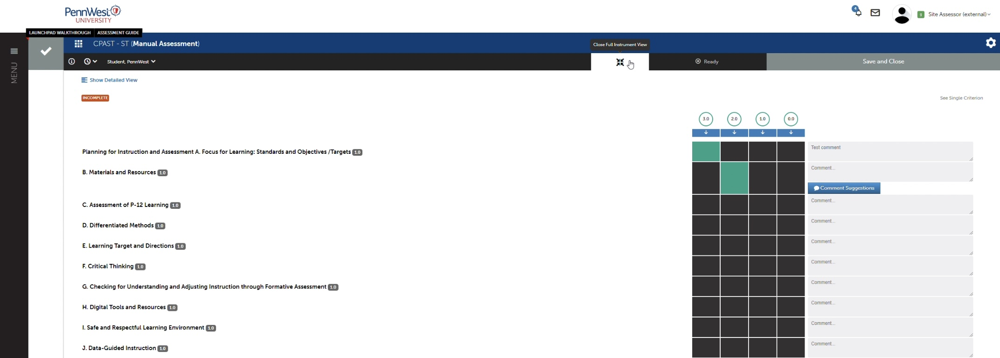 PennWest
UNIVERSITY
4
g
Site Assessor (external)
LAUNCHPAD WALKTHROUGH
ASSESSMENT GUIDE
MENU
CPAST - ST (Manual Assessment)
Close Full Instrument View
Student, PennWest
Ready
Save and Close
Show Detailed View
INCOMPLETE
See Single Criterion
3.0 2.0 1.0 0.0
Planning for Instruction and Assessment A. Focus for Learning: Standards and Objectives /Targets 1.0
Test comment
B. Materials and Resources 1.0
Comment...
Comment Suggestions
C. Assessment of P-12 Learning 1.0
Comment...
D. Differentiated Methods 1.0
Comment...
E. Learning Target and Directions 1.0
Comment...
F. Critical Thinking 1.0
Comment...
G. Checking for Understanding and Adjusting Instruction through Formative Assessment 1.0
Comment...
H. Digital Tools and Resources 1.0
Comment...
I. Safe and Respectful Learning Environment 1.0
Comment...
J. Data-Guided Instruction 1.0
Comment...